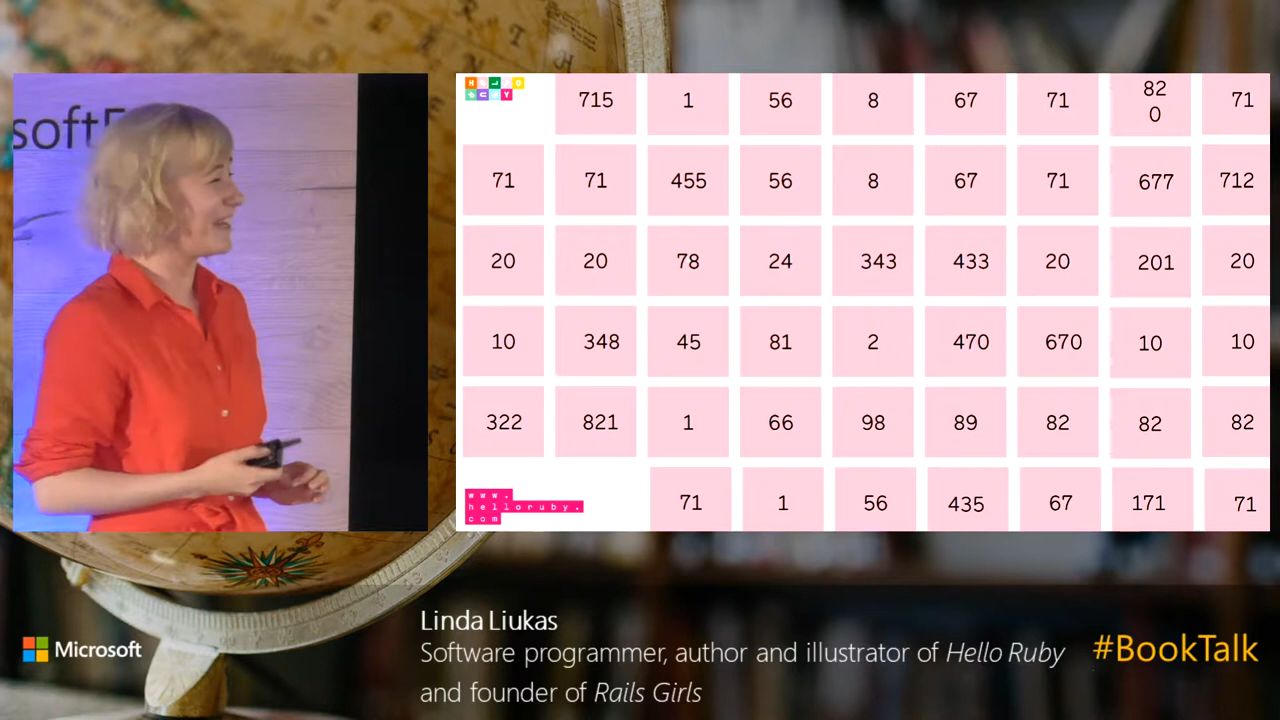 softE
HELLO
RUBY
715 1 56 8 67 71 82
0 71
71 71 455 56 8 67 71 677 712
20 20 78 24 343 433 20 201 20
10 348 45 81 2 470 670 10 10
322 821 1 66 98 89 82 82 82
71 1 56 435 67 171 71
www.
helloruby.
com
Linda Liukas
Microsoft
Software programmer, author and illustrator of Hello Ruby
and founder of Rails Girls
#BookTalk